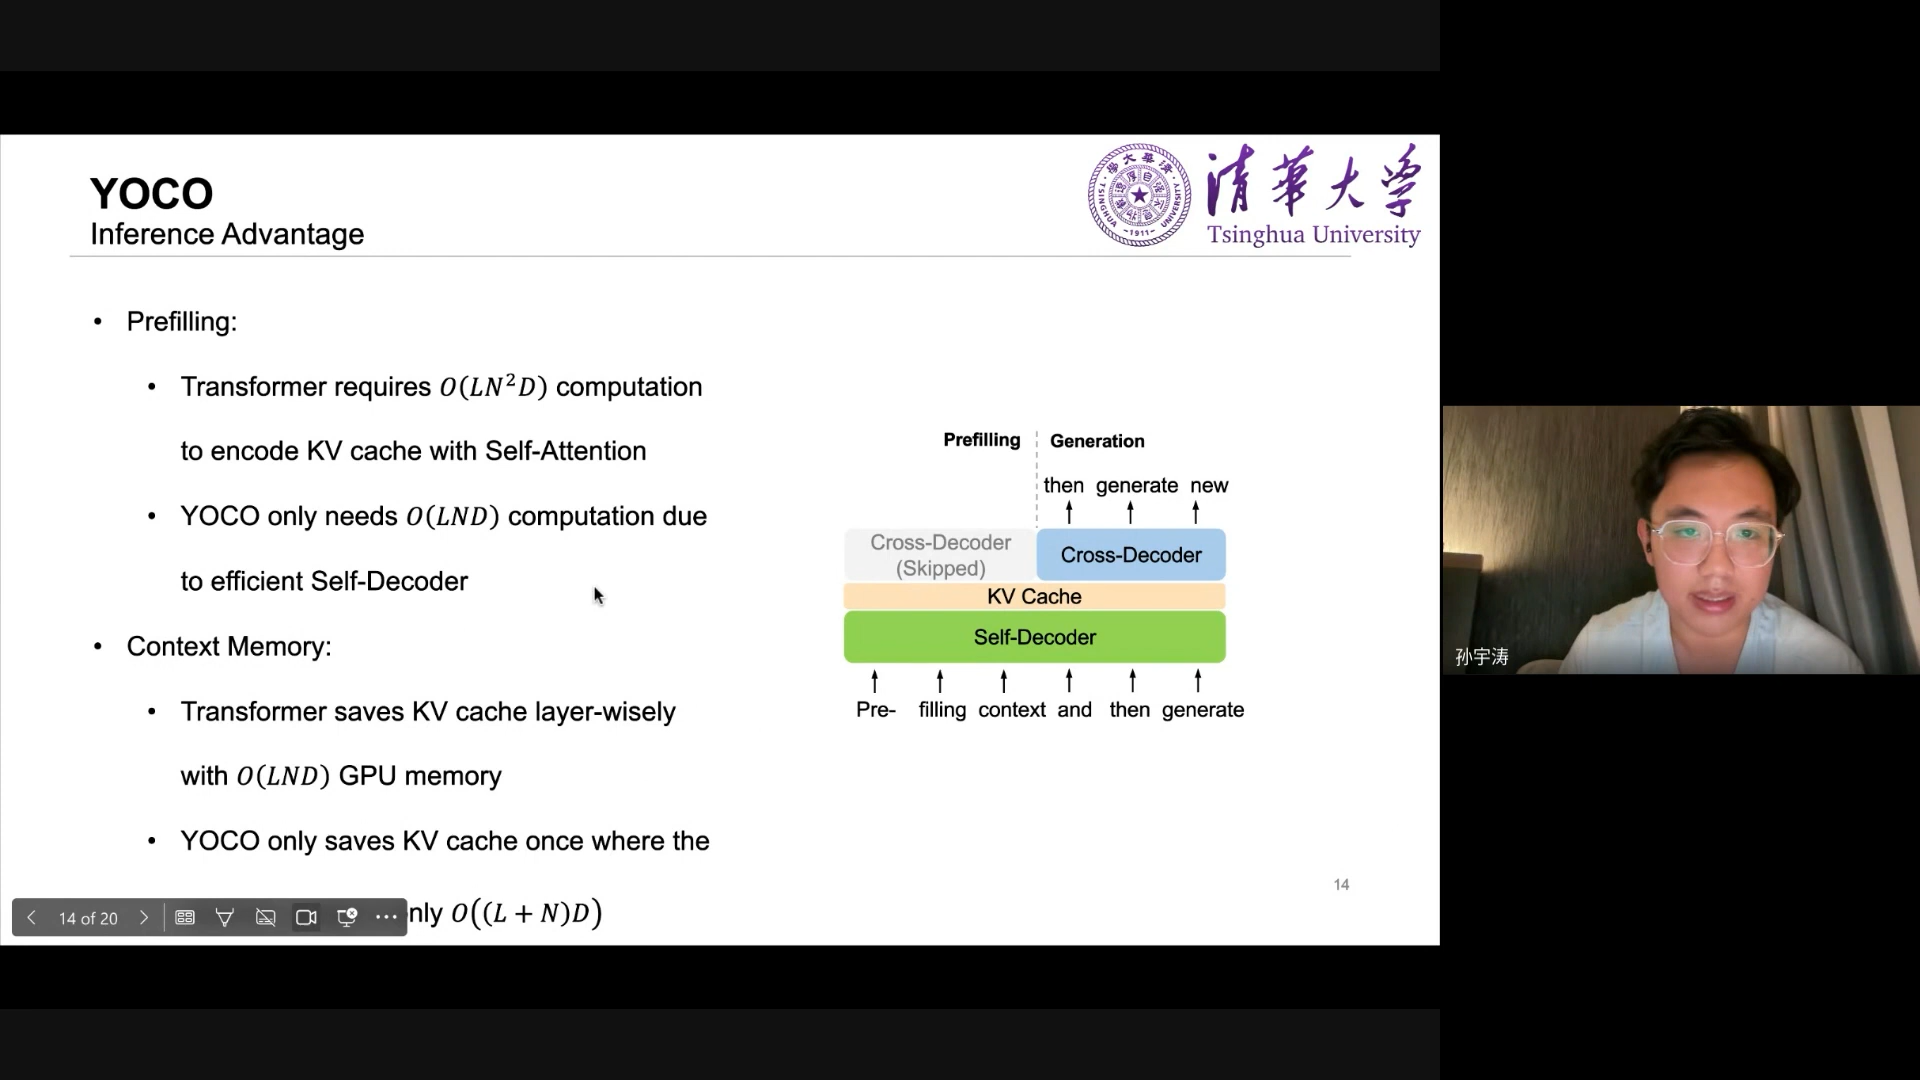 YOCO
Inference Advantage
清華大学
Tsinghua University
TSINGHUA UNIVERSITY
1911
• Prefilling:
• Transformer requires O(LN²D) computation
to encode KV cache with Self-Attention
• YOCO only needs O(LND) computation due
to efficient Self-Decoder
• Context Memory:
• Transformer saves KV cache layer-wisely
with O(LND) GPU memory
• YOCO only saves KV cache once where the
nly O((L + N)D)
Prefilling
Generation
then generate new
Cross-Decoder
(Skipped)
Cross-Decoder
KV Cache
Self-Decoder
Pre- filling context and then generate
14
14 of 20
孙宇涛